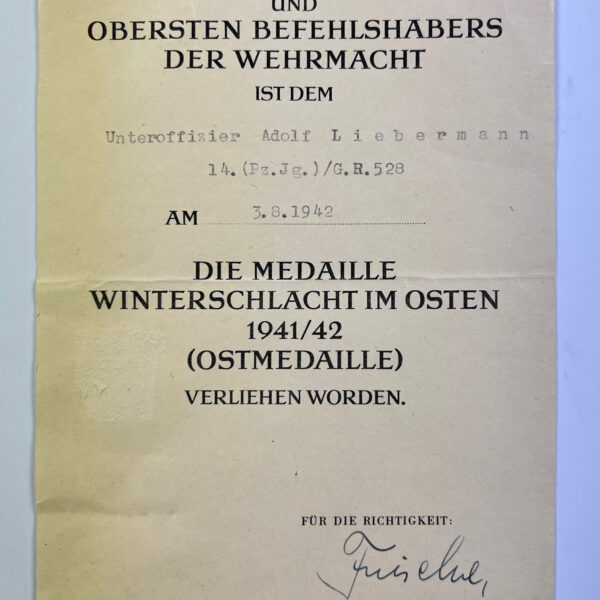 UND
OBERSTEN BEFEHLSHABERS
DER WEHRMACHT
IST DEM
Unteroffizier Adolf L i e b e r m a n n
14.(Pz.Jg.)/G.R.528
AM 3.8.1942
DIE MEDAILLE
WINTERSCHLACHT IM OSTEN
1941/42
(OSTMEDAILLE)
VERLIEHEN WORDEN.
FÜR DIE RICHTIGKEIT: